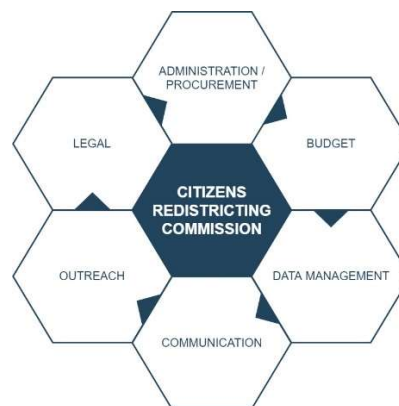 ADMINISTRATION /
PROCUREMENT
LEGAL
BUDGET
CITIZENS
REDISTRICTING
COMMISSION
OUTREACH
DATA MANAGEMENT
COMMUNICATION